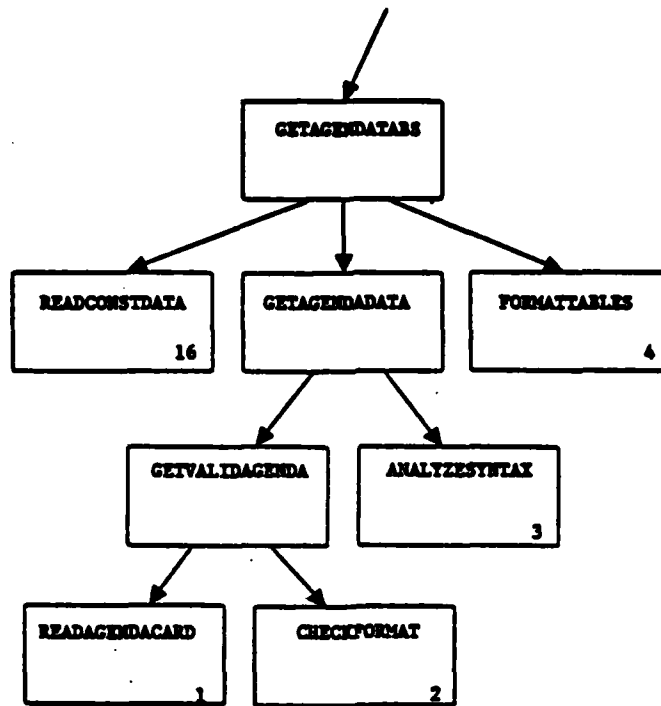 GETAGENDATABS
READCONSTDATA
16
GETAGENDADATA
FORMATTABLES
4
GETVALIDAGENDA
ANALYZESYNTAX
3
READAGENDACARD
1
CHECKFORMAT
2